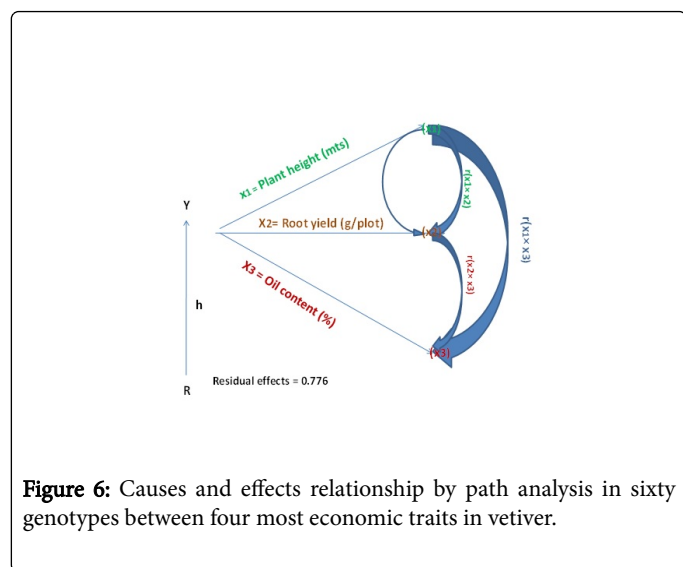 x1 = Plant height (mts)
r(x1× x2)
Y
X2= Root yield (g/plot)
r(x1× x3)
r(x2× x3)
X3 = Oil content (%)
h
(x3)
Residual effects = 0.776
R
Figure 6: Causes and effects relationship by path analysis in sixty
genotypes between four most economic traits in vetiver.